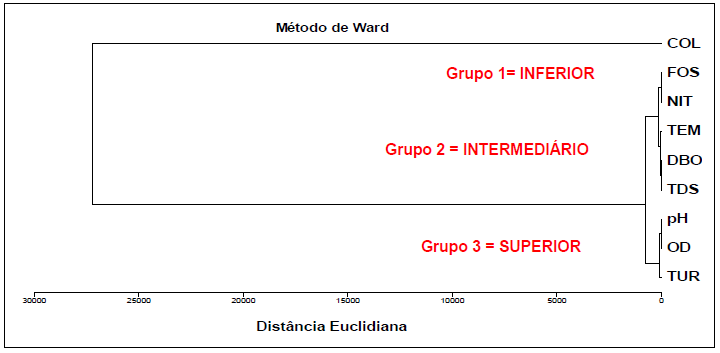 Método de Ward
COL
Grupo 1= INFERIOR
FOS
NIT
TEM
Grupo 2 = INTERMEDIÁRIO
DBO
TDS
pH
Grupo 3 = SUPERIOR
OD
TUR
30000 25000 20000 15000 10000 5000 0
Distância Euclidiana